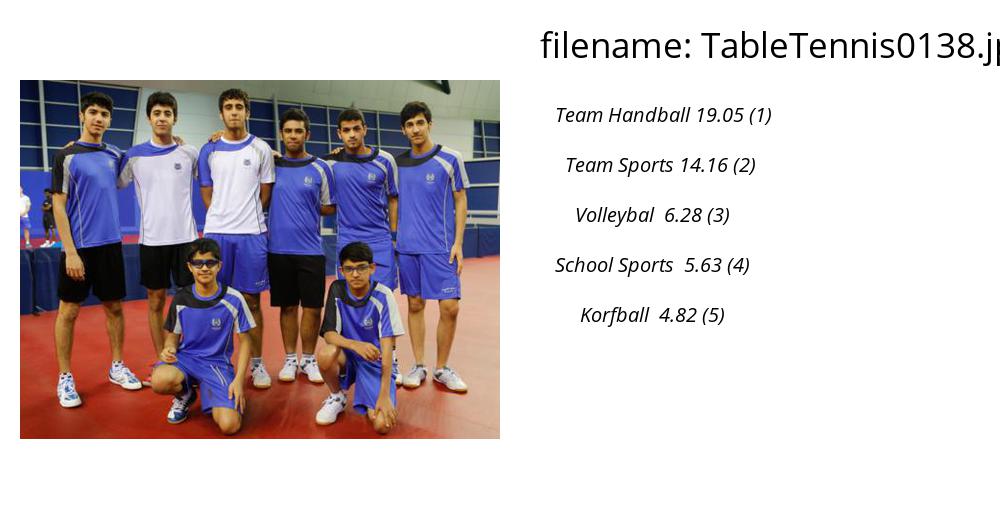 filename: TableTennis0138.jp
Team Handball 19.05 (1)
Team Sports 14.16 (2)
Volleybal 6.28 (3)
School Sports 5.63 (4)
Korfball 4.82 (5)